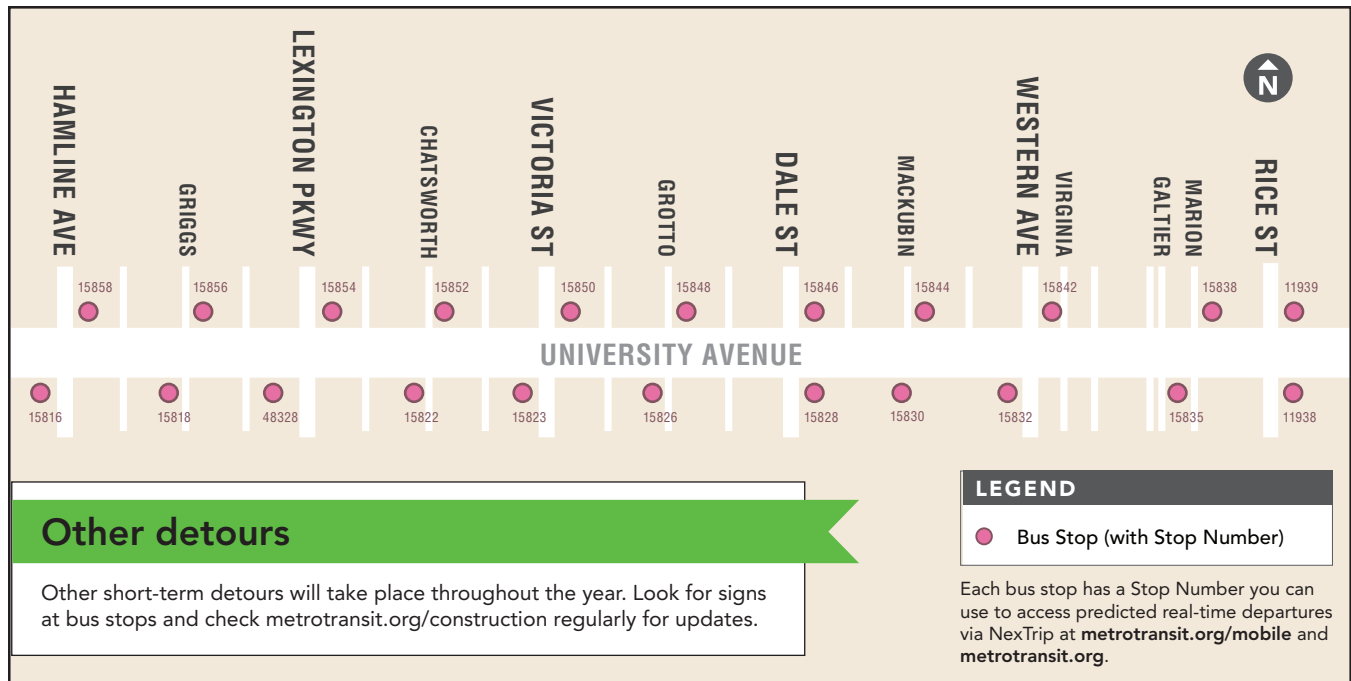 N
HAMLINE AVE
GRIGGS
LEXINGTON PKWY
CHATSWORTH
VICTORIA ST
GROTTO
DALE ST
MACKUBIN
WESTERN AVE
VIRGINIA
GALTIER
MARION
RICE ST
15858
15856
15854
15852
15850
15848
15846
15844
15842
15838
11939
UNIVERSITY AVENUE
15816
15818
48328
15822
15823
15826
15828
15830
15832
15835
11938
Other detours
Other short-term detours will take place throughout the year. Look for signs
at bus stops and check metrotransit.org/construction regularly for updates.
LEGEND
Bus Stop (with Stop Number)
Each bus stop has a Stop Number you can
use to access predicted real-time departures
via NexTrip at metrotransit.org/mobile and
metrotransit.org.